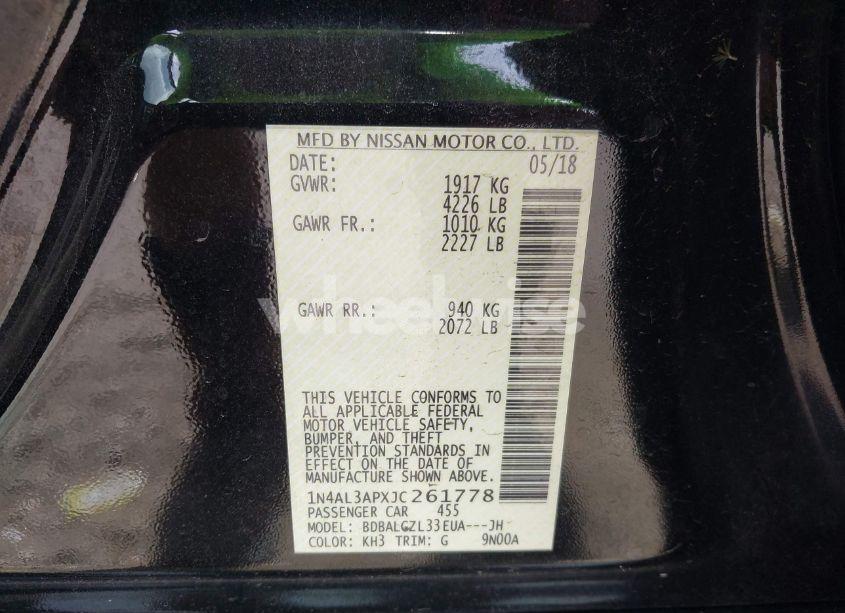 MFD BY NISSAN MOTOR CO., LTD.
DATE: 05/18
GVWR: 1917 KG
4226 LB
GAWR FR.: 1010 KG
2227 LB
GAWR RR.: 940 KG
2072 LB
wheelwise
THIS VEHICLE CONFORMS TO
ALL APPLICABLE FEDERAL
MOTOR VEHICLE SAFETY,
BUMPER, AND THEFT
PREVENTION STANDARDS IN
EFFECT ON THE DATE OF
MANUFACTURE SHOWN ABOVE.
1N4AL3APXJC261778
PASSENGER CAR 455
MODEL: BDBALGZL33EUA---JH
COLOR: KH3 TRIM: G 9N00A